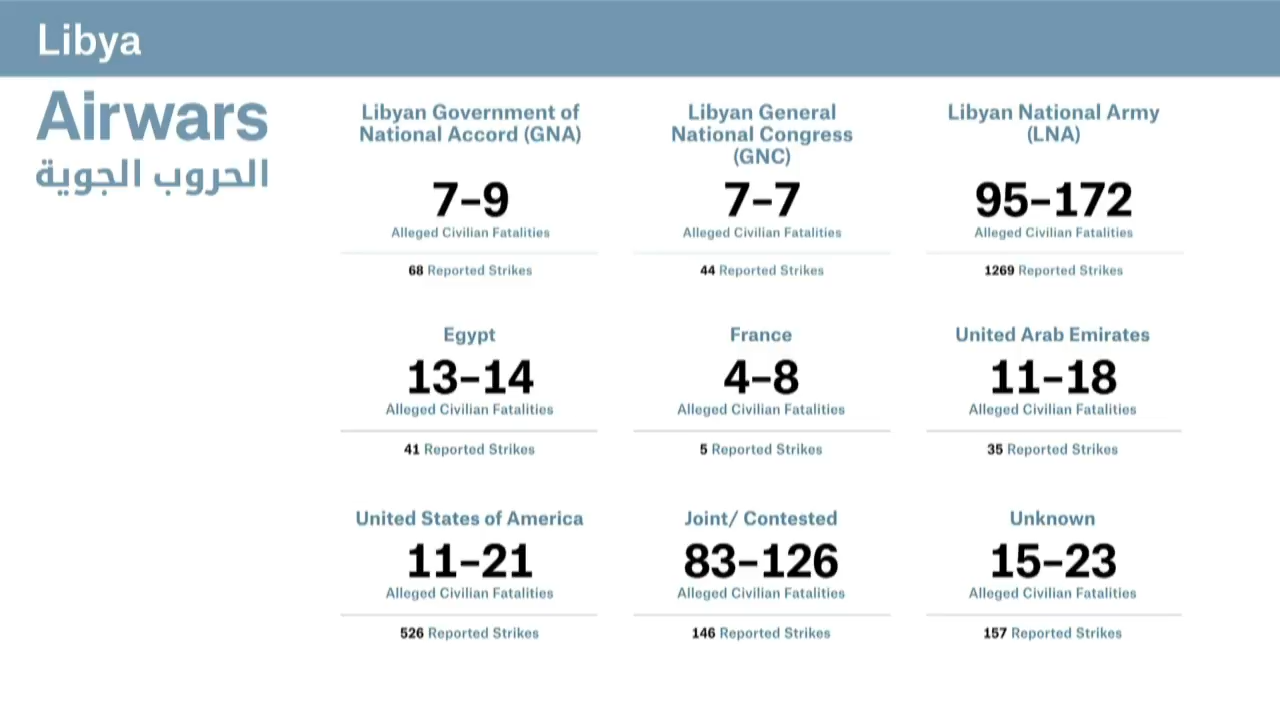 Libya
Airwars
الحروب الجوية
Libyan Government of
National Accord (GNA)
7–9
Alleged Civilian Fatalities
68 Reported Strikes
Libyan General
National Congress
(GNC)
7–7
Alleged Civilian Fatalities
44 Reported Strikes
Libyan National Army
(LNA)
95–172
Alleged Civilian Fatalities
1269 Reported Strikes
Egypt
13–14
Alleged Civilian Fatalities
41 Reported Strikes
France
4–8
Alleged Civilian Fatalities
5 Reported Strikes
United Arab Emirates
11–18
Alleged Civilian Fatalities
35 Reported Strikes
United States of America
11–21
Alleged Civilian Fatalities
526 Reported Strikes
Joint/ Contested
83–126
Alleged Civilian Fatalities
146 Reported Strikes
Unknown
15–23
Alleged Civilian Fatalities
157 Reported Strikes